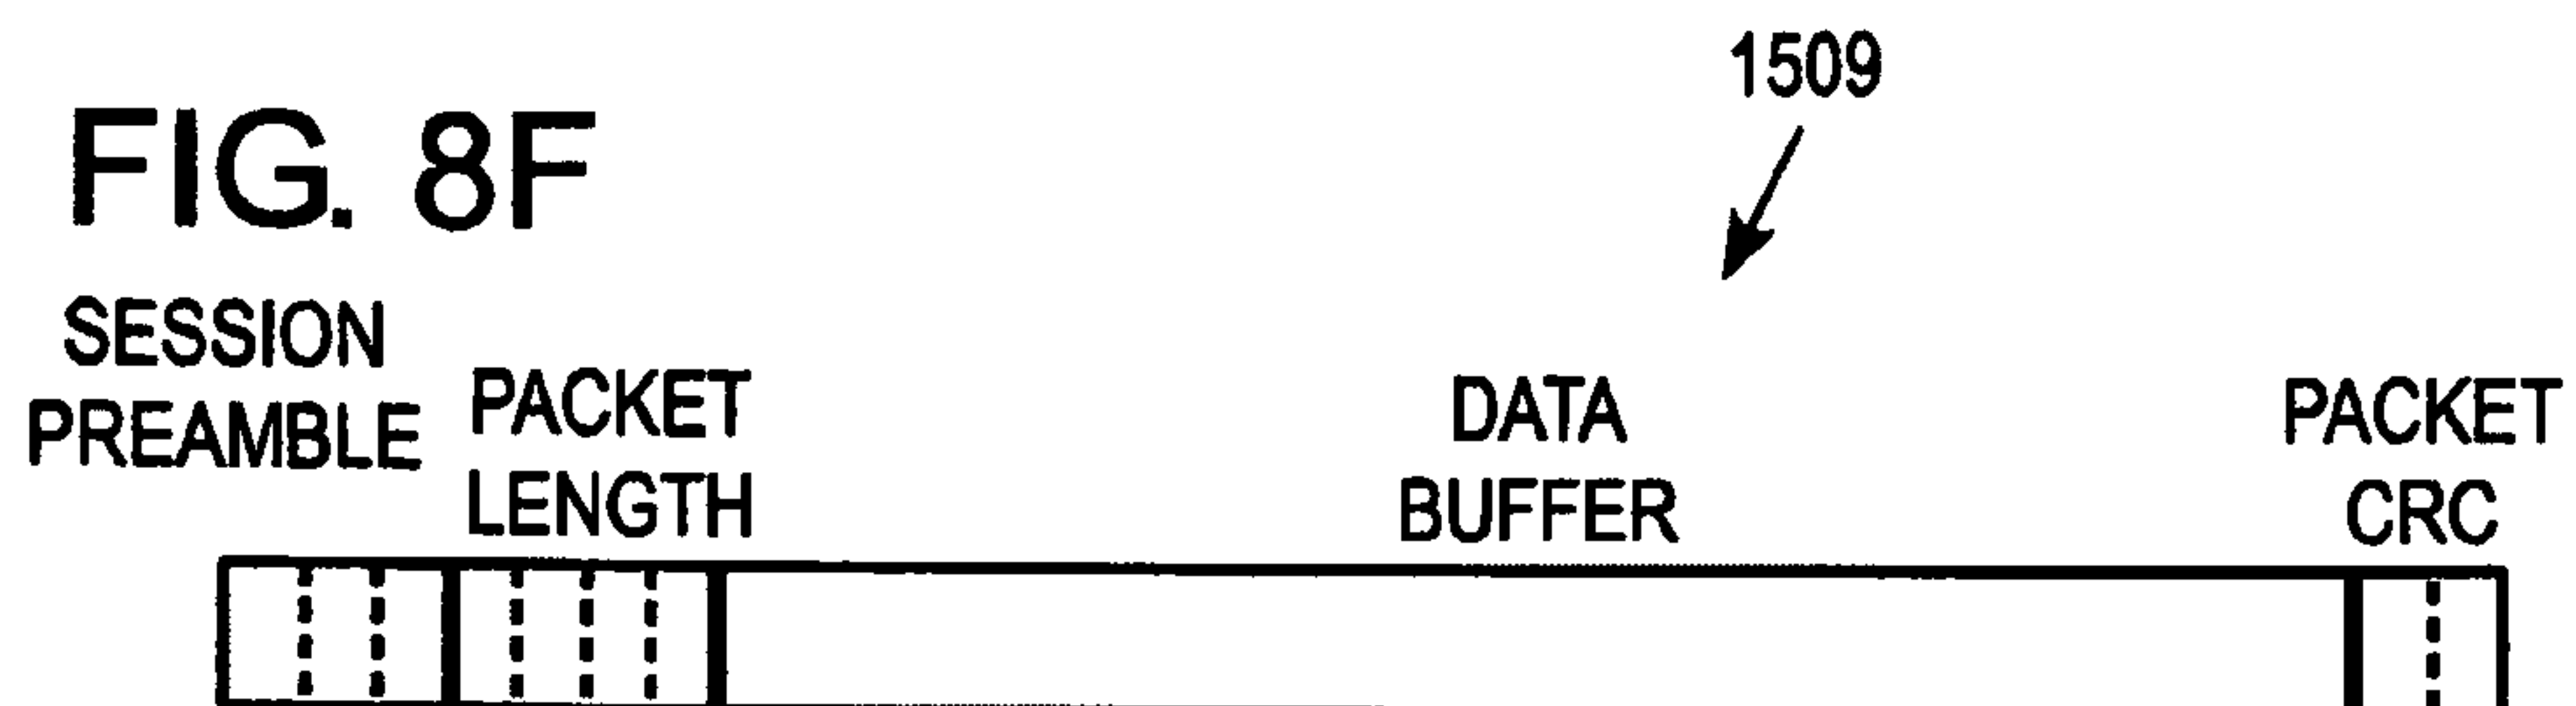 FIG. 8F
1509
SESSION
PREAMBLE
PACKET
LENGTH
DATA
BUFFER
PACKET
CRC